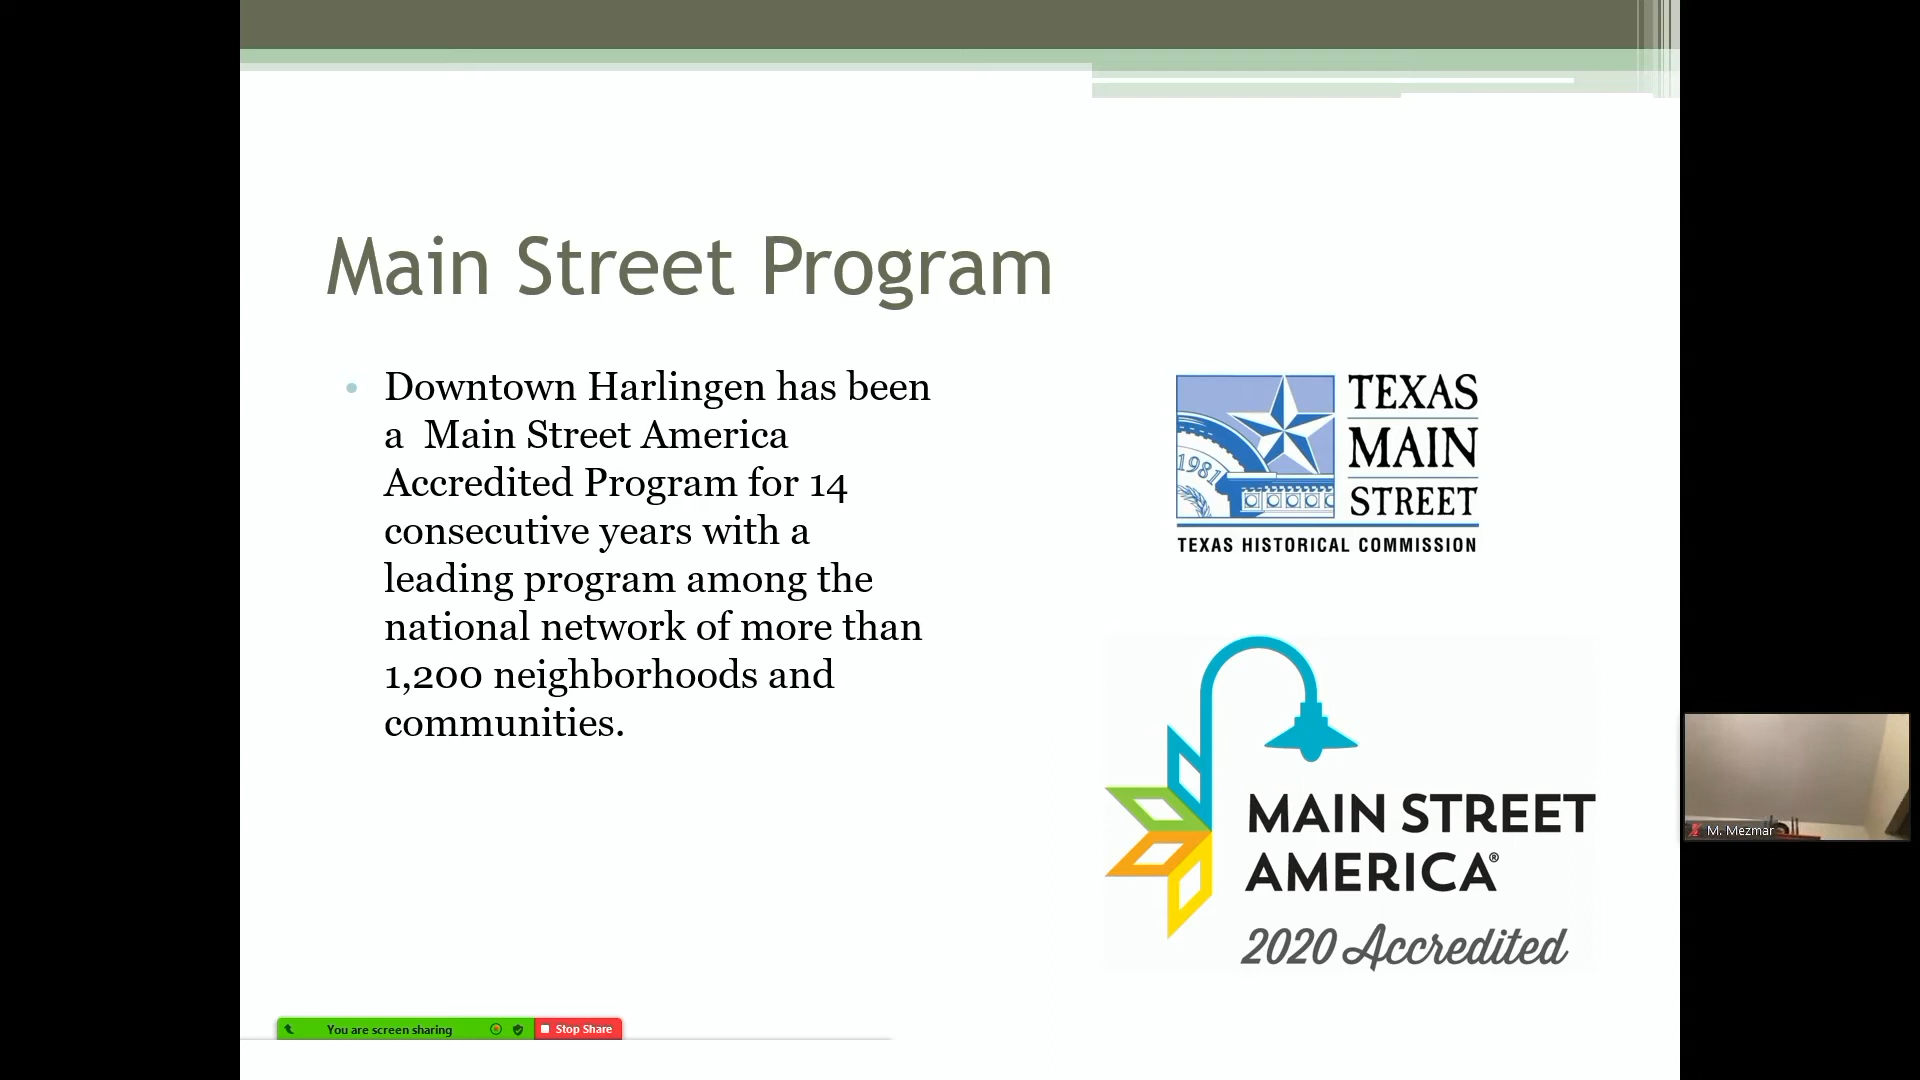 Main Street Program
Downtown Harlingen has been
a Main Street America
Accredited Program for 14
consecutive years with a
leading program among the
national network of more than
1,200 neighborhoods and
communities.
1981
TEXAS
MAIN
STREET
TEXAS HISTORICAL COMMISSION
MAIN STREET
AMERICA®
2020 Accredited
M. Mezmar
You are screen sharing
Stop Share